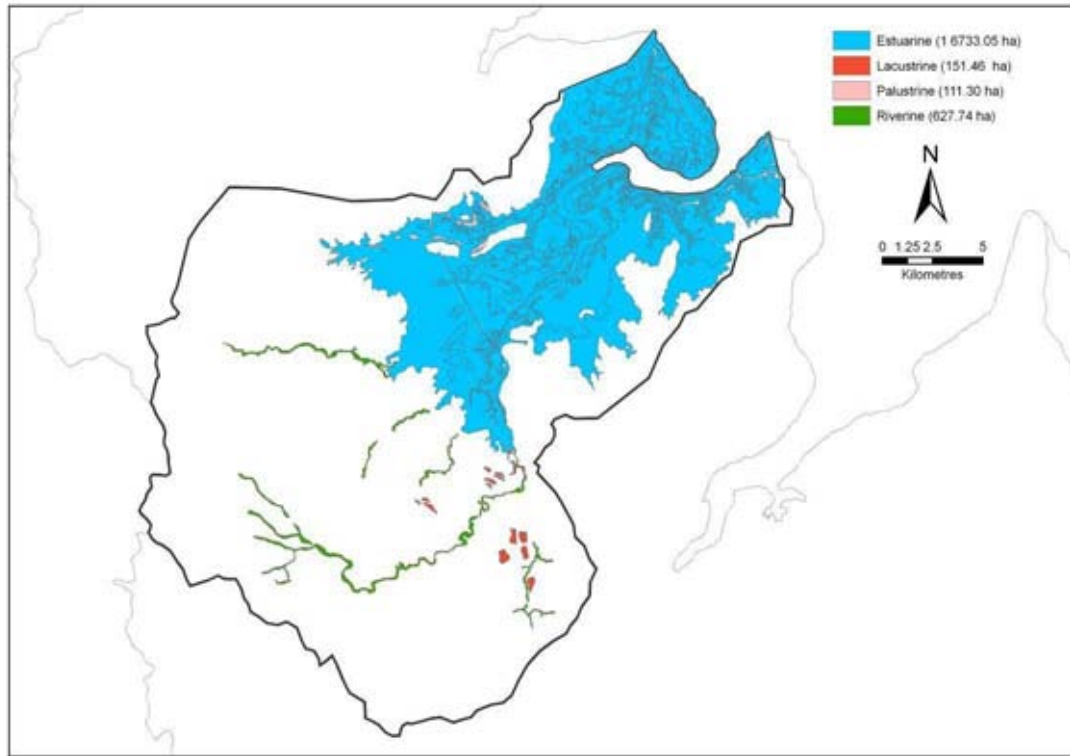 Estuarine (1 6733.05 ha)
Lacustrine (151.46 ha)
Palustrine (111.30 ha)
Riverine (627.74 ha)
N
0 1.25 2.5 5
Kilometres